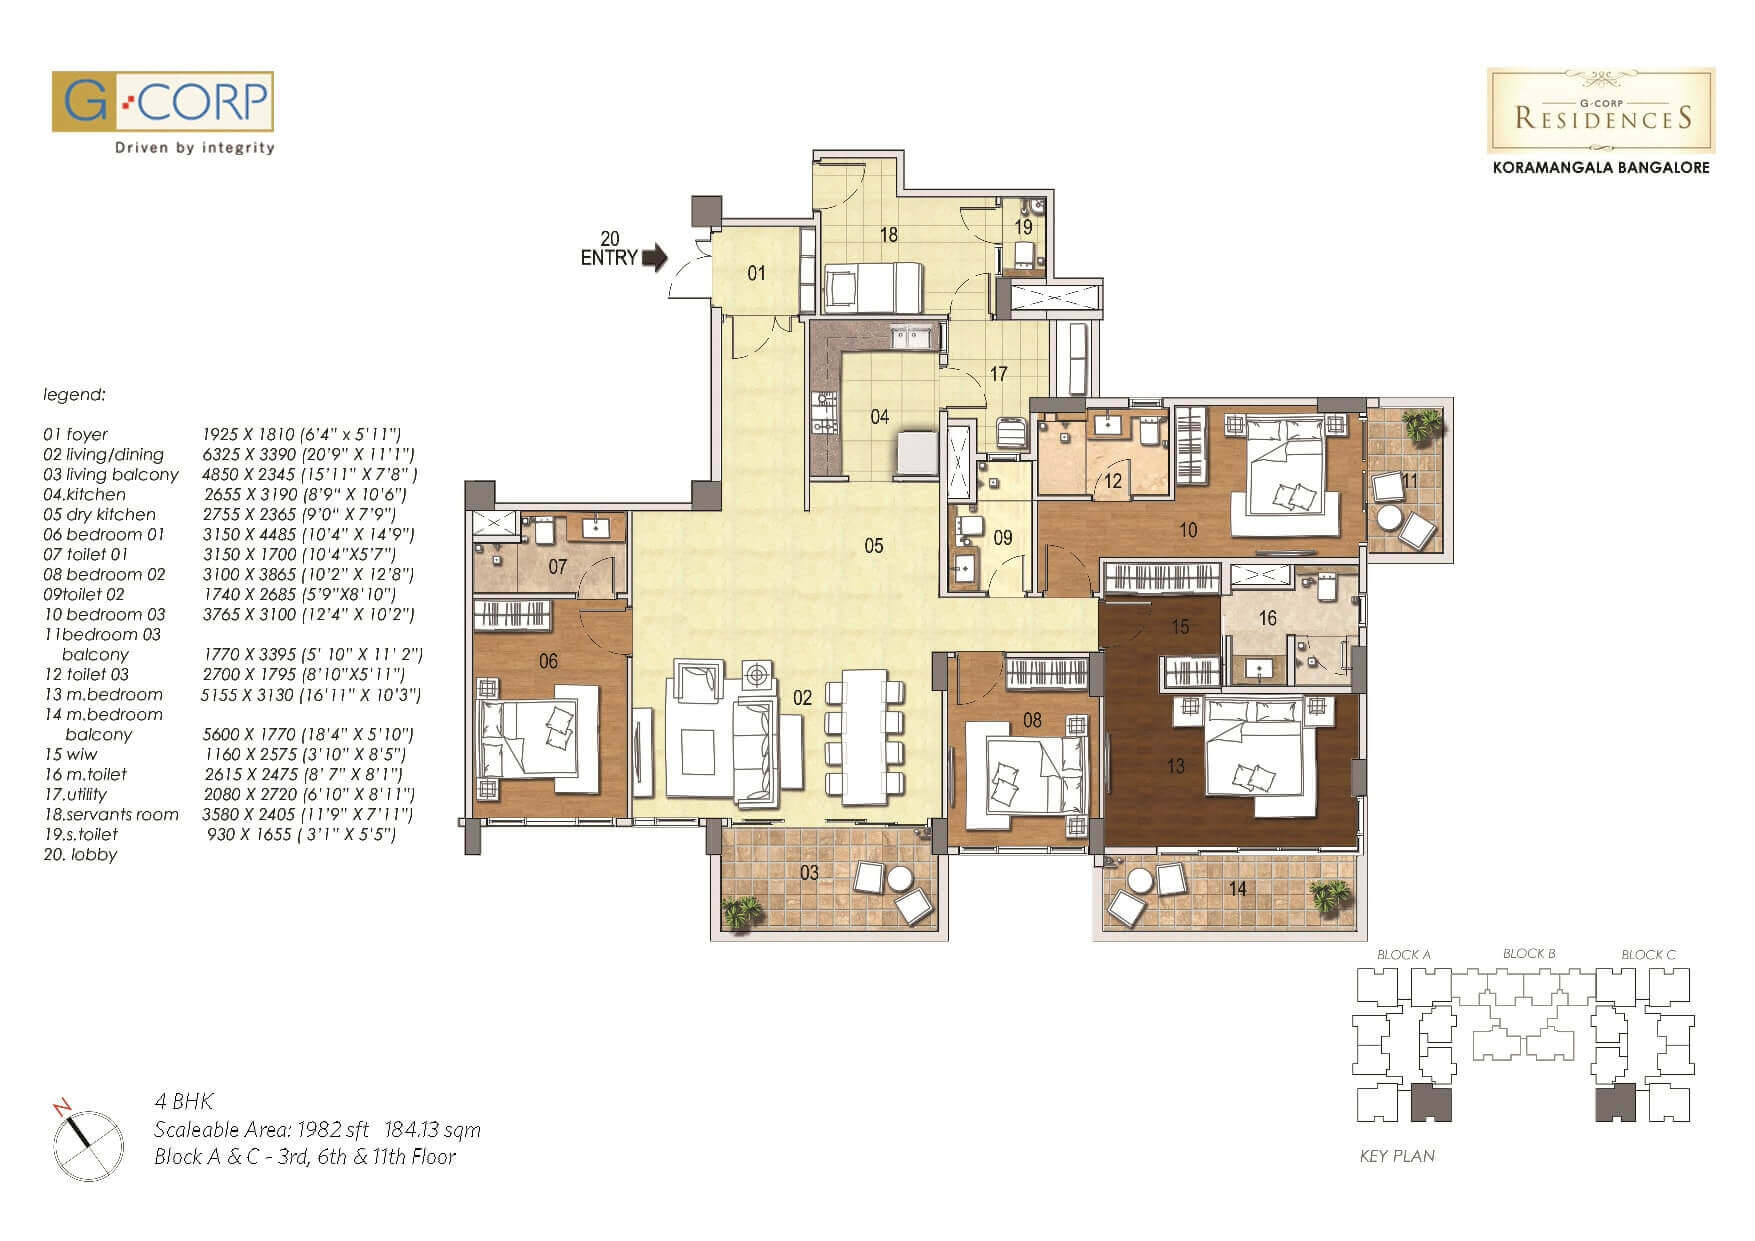 G CORP
Driven by integrity
G·CORP
RESIDENCES
KORAMANGALA BANGALORE
20
ENTRY
01
18
19
17
04
12
11
10
09
05
07
06
15
16
02
08
13
03
14
legend:
01 foyer 1925 X 1810 (6'4" x 5'11")
02 living/dining 6325 X 3390 (20'9" X 11'1")
03 living balcony 4850 X 2345 (15'11" X 7'8" )
04.kitchen 2655 X 3190 (8'9" X 10'6")
05 dry kitchen 2755 X 2365 (9'0" X 7'9")
06 bedroom 01 3150 X 4485 (10'4" X 14'9")
07 toilet 01 3150 X 1700 (10'4"X5'7")
08 bedroom 02 3100 X 3865 (10'2" X 12'8")
09toilet 02 1740 X 2685 (5'9"X8'10")
10 bedroom 03 3765 X 3100 (12'4" X 10'2")
11bedroom 03
balcony 1770 X 3395 (5' 10" X 11' 2")
12 toilet 03 2700 X 1795 (8'10"X5'11")
13 m.bedroom 5155 X 3130 (16'11" X 10'3")
14 m.bedroom
balcony 5600 X 1770 (18'4" X 5'10")
15 wiw 1160 X 2575 (3'10" X 8'5")
16 m.toilet 2615 X 2475 (8' 7" X 8'1")
17.utility 2080 X 2720 (6'10" X 8'11")
18.servants room 3580 X 2405 (11'9" X 7'11")
19.s.toilet 930 X 1655 ( 3'1" X 5'5")
20. lobby
BLOCK A BLOCK B BLOCK C
KEY PLAN
N
4 BHK
Scaleable Area: 1982 sft 184.13 sqm
Block A & C - 3rd, 6th & 11th Floor